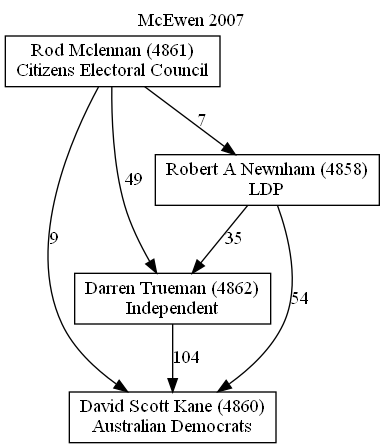 McEwen 2007
Rod Mclennan (4861)
Citizens Electoral Council
7
Robert A Newnham (4858)
LDP
49
9
35
Darren Trueman (4862)
Independent
54
104
David Scott Kane (4860)
Australian Democrats